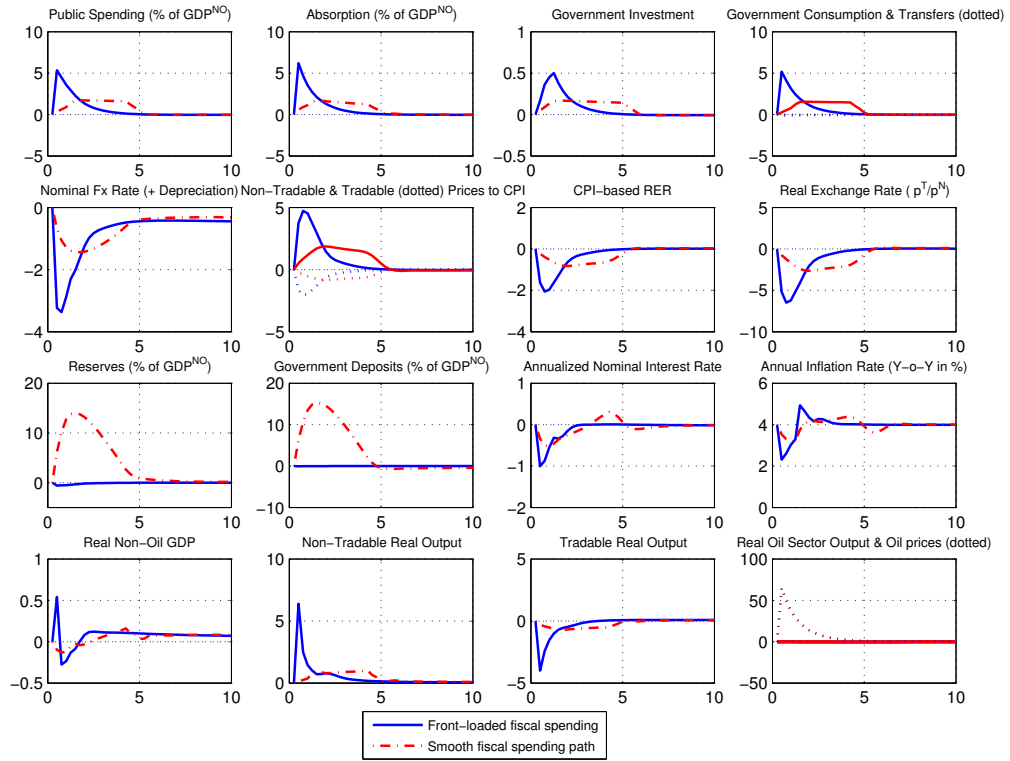 Public Spending (% of GDP^NO) Absorption (% of GDP^NO) Government Investment Government Consumption & Transfers (dotted)
10 10 1 10
5 5 0.5 5
0 0 0 0
−5 −5 −0.5 −5
0 5 10 0 5 10 0 5 10 0 5 10
Nominal Fx Rate (+ Depreciation) Non−Tradable & Tradable (dotted) Prices to CPI CPI−based RER Real Exchange Rate ( p^T/p^N)
0 5 2 5
−2 0 0 0
−4 −5 −2 −5
−4 −10
0 5 10 0 5 10 0 5 10 0 5 10
Reserves (% of GDP^NO) Government Deposits (% of GDP^NO) Annualized Nominal Interest Rate Annual Inflation Rate (Y−o−Y in %)
20 20 1 6
10 10 0 4
0 0 −1 2
−10 −2 0
0 5 10 0 5 10 0 5 10 0 5 10
Real Non−Oil GDP Non−Tradable Real Output Tradable Real Output Real Oil Sector Output & Oil prices (dotted)
1 10 5 100
0.5 5 0 50
0 0 −5 0
−0.5 −50
0 5 10 0 5 10 0 5 10 0 5 10
Front−loaded fiscal spending
Smooth fiscal spending path